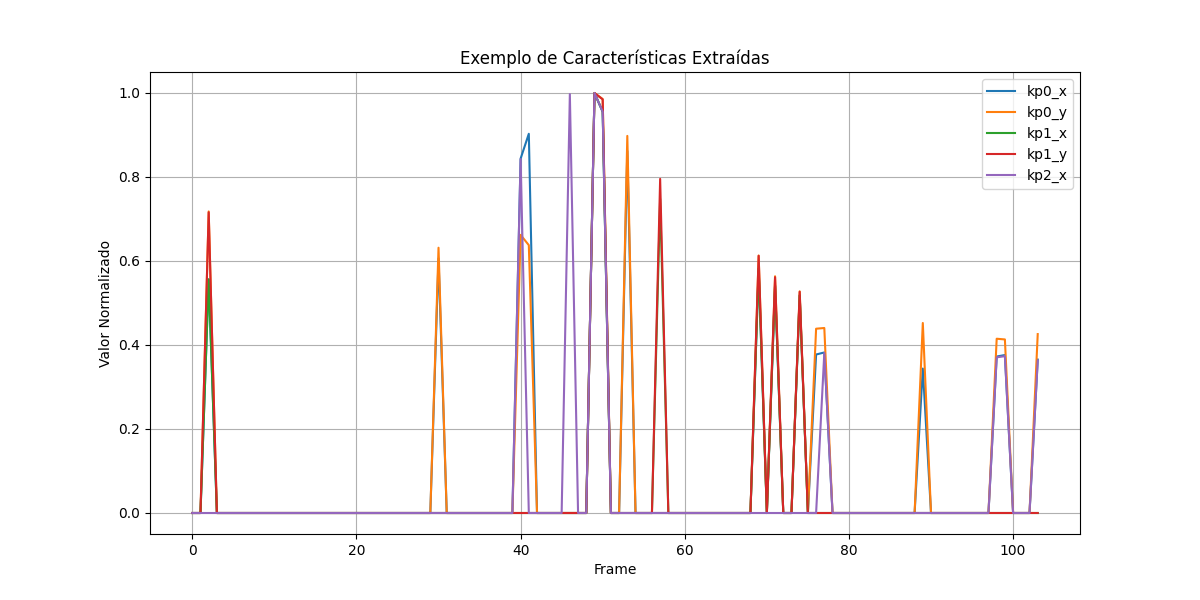 Exemplo de Características Extraídas
1.0
0.8
0.6
0.4
0.2
0.0
Valor Normalizado
0 20 40 60 80 100
Frame
kp0_x
kp0_y
kp1_x
kp1_y
kp2_x